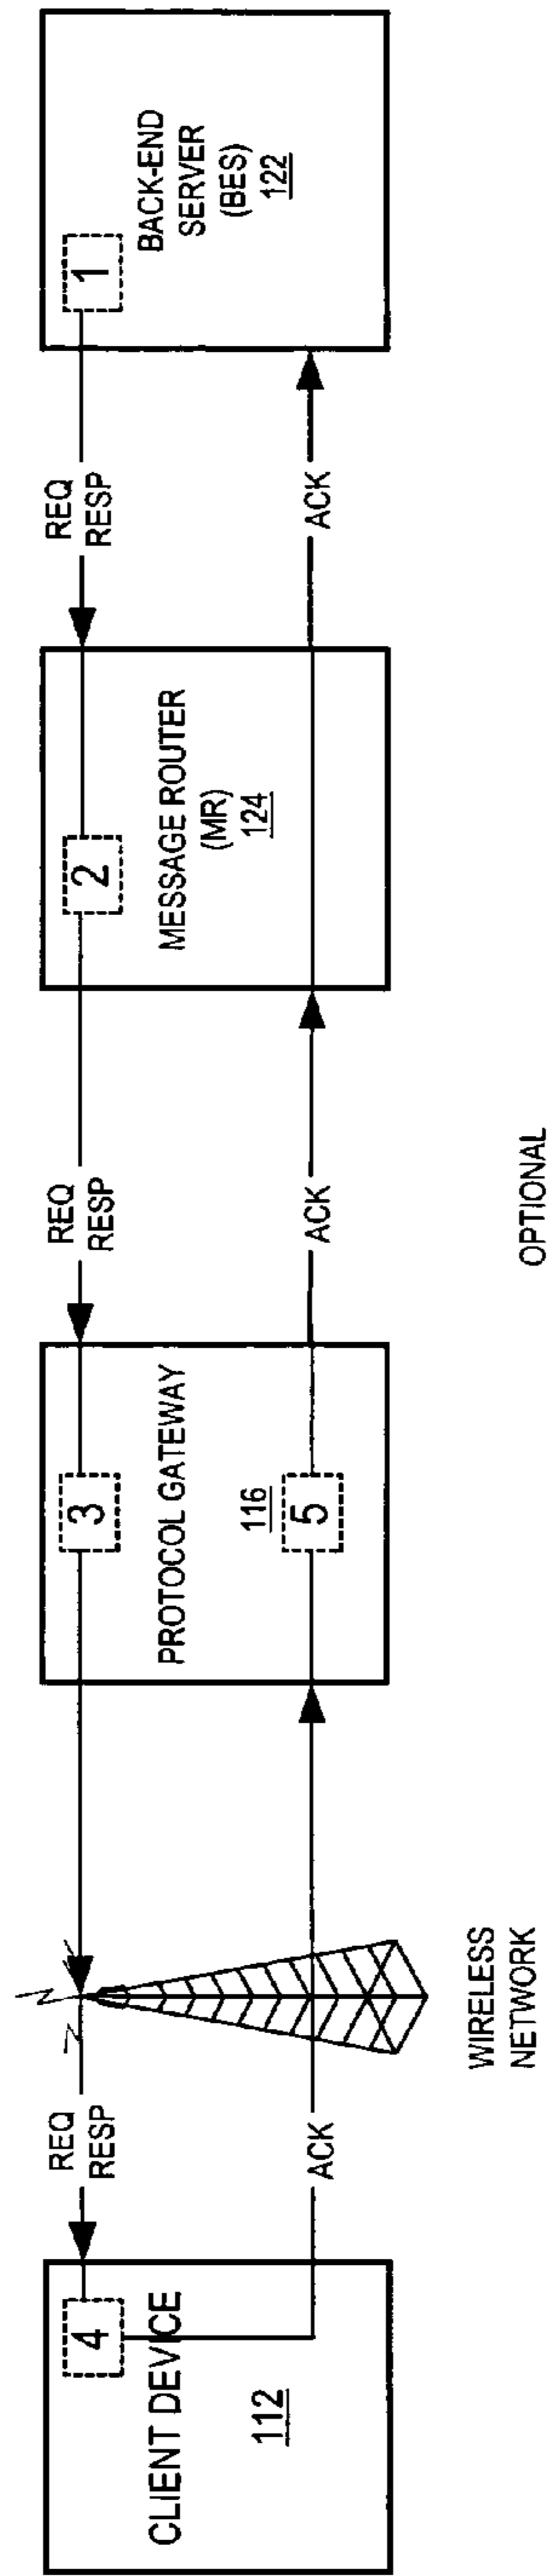 4
CLIENT DEVICE
112
REQ
RESP
ACK
WIRELESS
NETWORK
3
PROTOCOL GATEWAY
116
5
REQ
RESP
ACK
OPTIONAL
2
MESSAGE ROUTER
(MR)
124
REQ
RESP
ACK
1
BACK-END
SERVER
(BES)
122